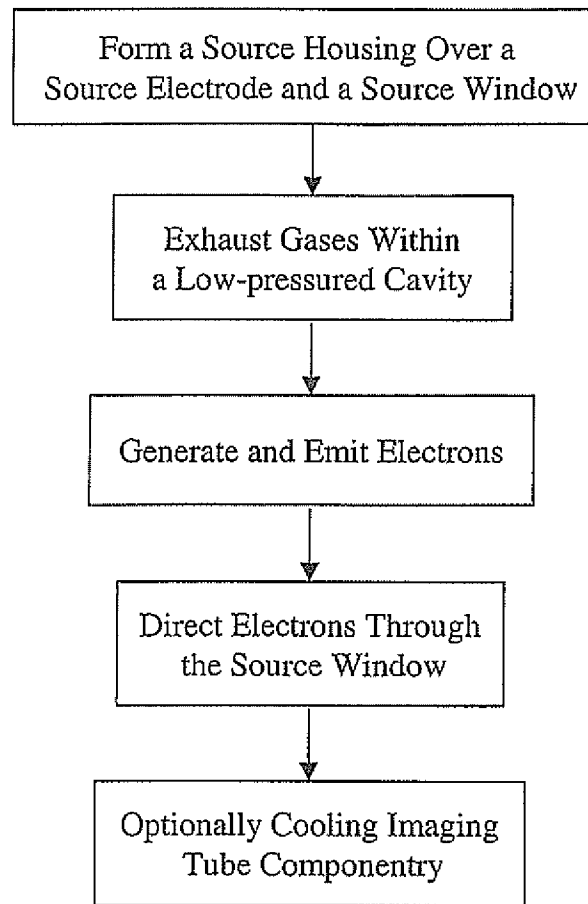 Form a Source Housing Over a
Source Electrode and a Source Window
Exhaust Gases Within
a Low-pressured Cavity
Generate and Emit Electrons
Direct Electrons Through
the Source Window
Optionally Cooling Imaging
Tube Componentry